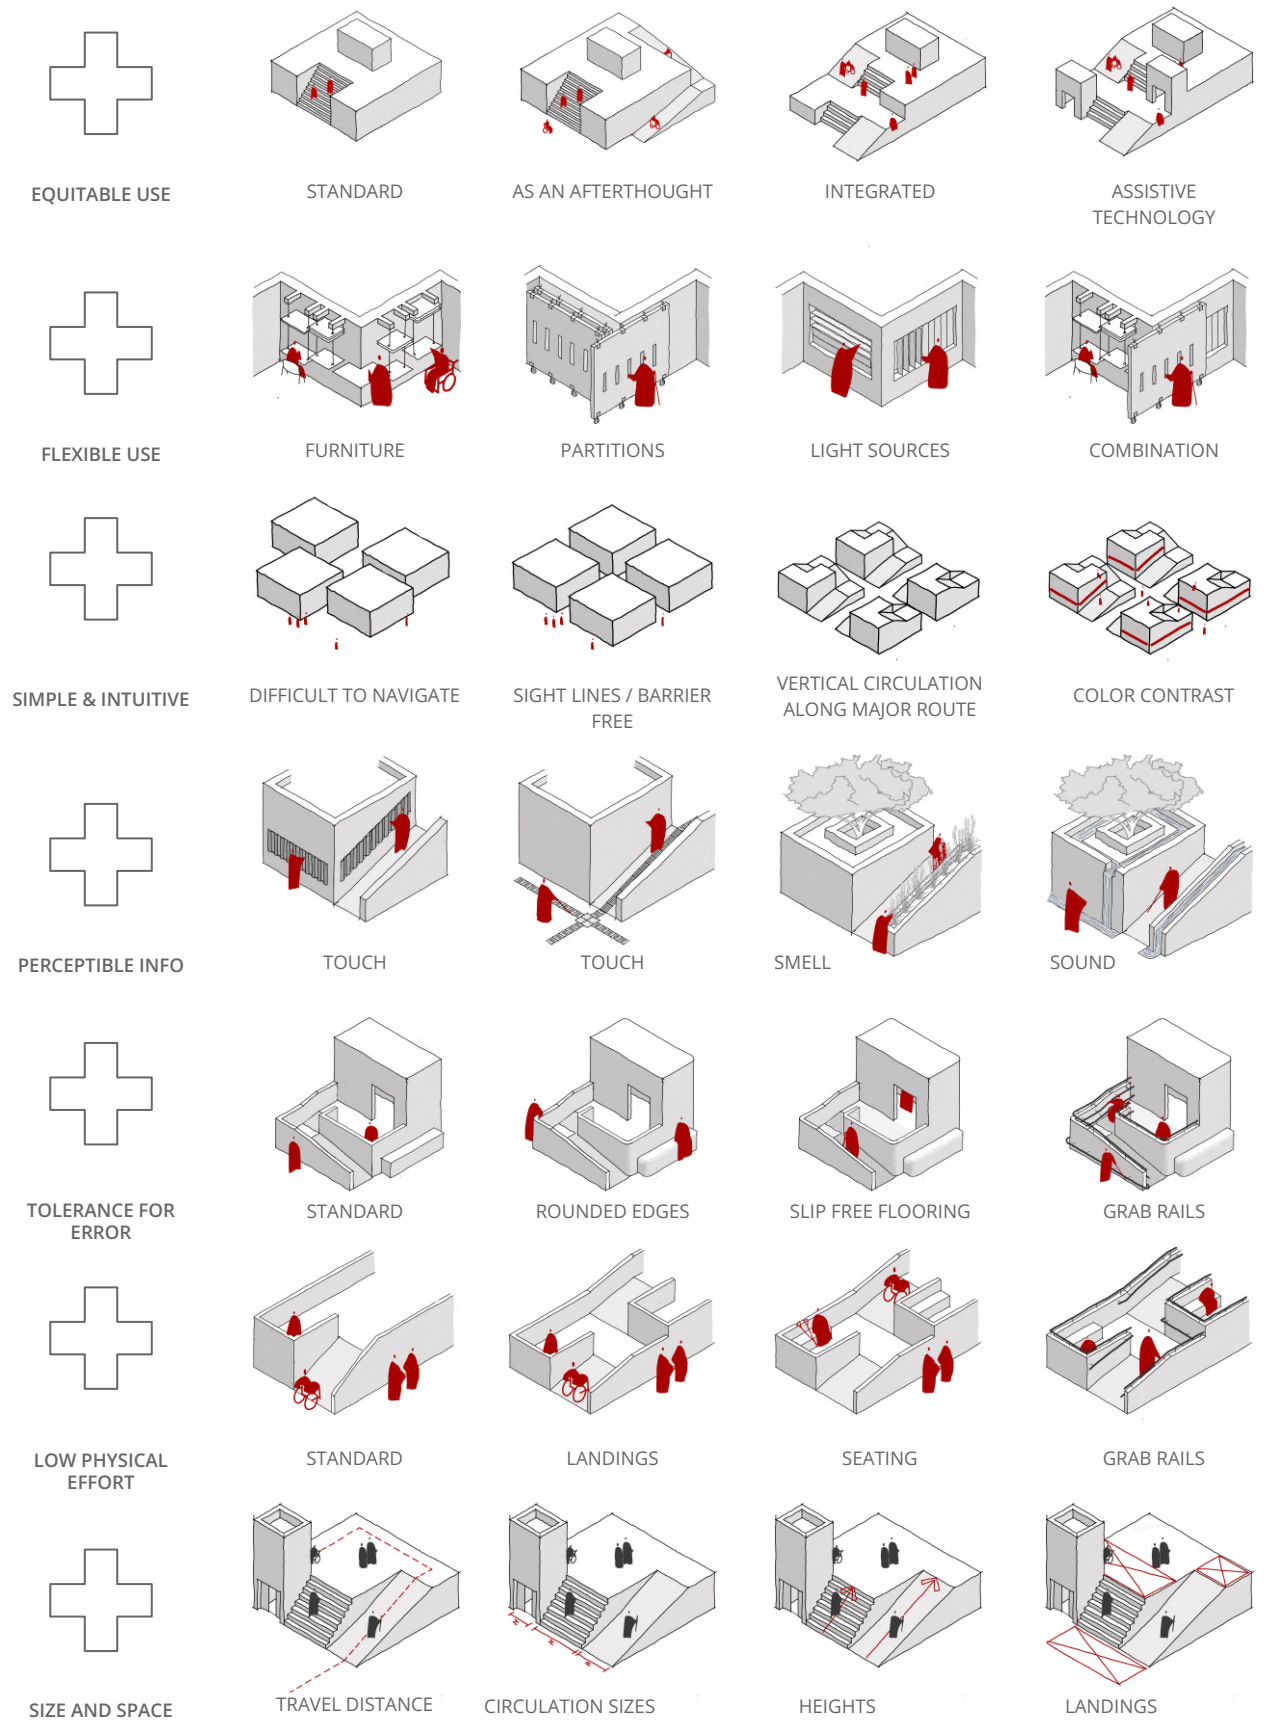 EQUITABLE USE
STANDARD
AS AN AFTERTHOUGHT
INTEGRATED
ASSISTIVE
TECHNOLOGY
FLEXIBLE USE
FURNITURE
PARTITIONS
LIGHT SOURCES
COMBINATION
SIMPLE & INTUITIVE
DIFFICULT TO NAVIGATE
SIGHT LINES / BARRIER
FREE
VERTICAL CIRCULATION
ALONG MAJOR ROUTE
COLOR CONTRAST
PERCEPTIBLE INFO
TOUCH
TOUCH
SMELL
SOUND
TOLERANCE FOR
ERROR
STANDARD
ROUNDED EDGES
SLIP FREE FLOORING
GRAB RAILS
LOW PHYSICAL
EFFORT
STANDARD
LANDINGS
SEATING
GRAB RAILS
SIZE AND SPACE
TRAVEL DISTANCE
CIRCULATION SIZES
HEIGHTS
LANDINGS